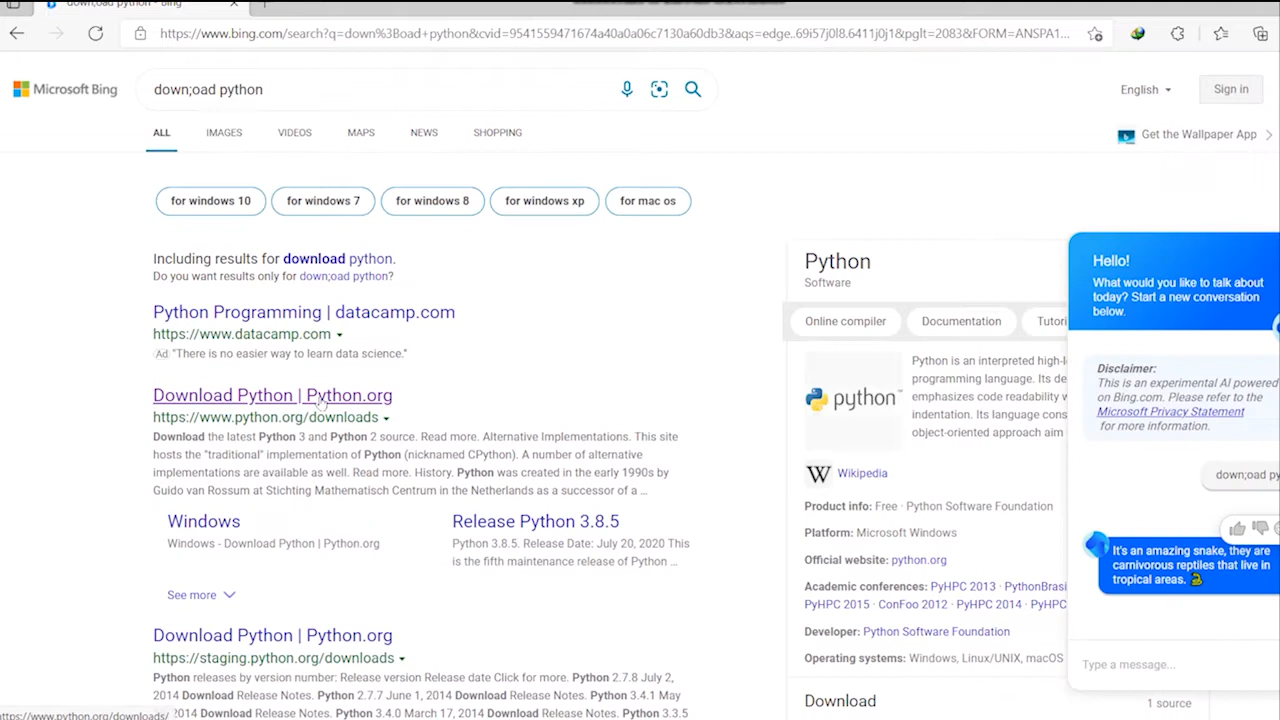 down;oad python - Bing
https://www.bing.com/search?q=down%3Boad+python&cvid=9541559471674a40a0a06c7130a60db3&aqs=edge..69i57j0l8.6411j0j1&pglt=2083&FORM=ANSPA1...
Microsoft Bing
down;oad python
English
Sign in
ALL IMAGES VIDEOS MAPS NEWS SHOPPING
Get the Wallpaper App
for windows 10
for windows 7
for windows 8
for windows xp
for mac os
Including results for download python.
Do you want results only for down;oad python?
Python Programming | datacamp.com
https://www.datacamp.com
Ad "There is no easier way to learn data science."
Download Python | Python.org
https://www.python.org/downloads
Download the latest Python 3 and Python 2 source. Read more. Alternative Implementations. This site
hosts the "traditional" implementation of Python (nicknamed CPython). A number of alternative
implementations are available as well. Read more. History. Python was created in the early 1990s by
Guido van Rossum at Stichting Mathematisch Centrum in the Netherlands as a successor of a ...
Windows
Windows - Download Python | Python.org
Release Python 3.8.5
Python 3.8.5. Release Date: July 20, 2020 This
is the fifth maintenance release of Python ...
See more
Download Python | Python.org
https://staging.python.org/downloads
Python releases by version number: Release version Release date Click for more. Python 2.7.8 July 2,
2014 Download Release Notes. Python 2.7.7 June 1, 2014 Download Release Notes. Python 3.4.1 May
2014 Download Release Notes. Python 3.4.0 March 17, 2014 Download Release Notes. Python 3.3.5
https://www.python.org/downloads/
Python
Software
Online compiler
Documentation
Tutori
python
Python is an interpreted high-l
programming language. Its de
emphasizes code readability v
indentation. Its language cons
object-oriented approach aim
Wikipedia
Product info: Free · Python Software Foundation
Platform: Microsoft Windows
Official website: python.org
Academic conferences: PyHPC 2013 · PythonBrasi
PyHPC 2015 · ConFoo 2012 · PyHPC 2014 · PyHPC
Developer: Python Software Foundation
Operating systems: Windows, Linux/UNIX, macOS
Download
1 source
Hello!
What would you like to talk about
today? Start a new conversation
below.
Disclaimer:
This is an experimental AI powered
on Bing.com. Please refer to the
Microsoft Privacy Statement
for more information.
down;oad py
It's an amazing snake, they are
carnivorous reptiles that live in
tropical areas.
Type a message...